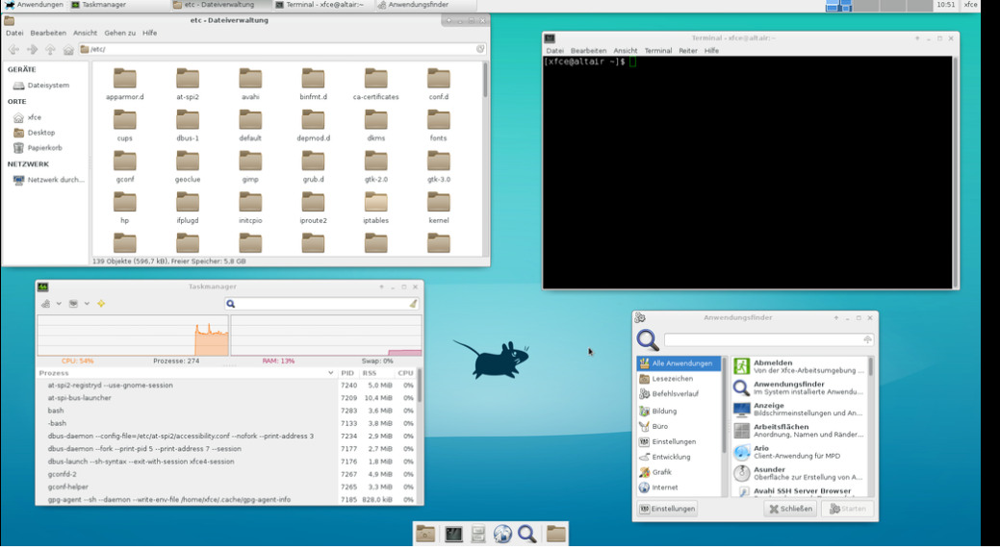 Anwendungen Taskmanager etc - Dateiverwaltung Terminal - xfce@altair:~ Anwendungsfinder 10:51 xfce
etc - Dateiverwaltung
Datei Bearbeiten Ansicht Gehen zu Hilfe
/etc/
GERÄTE
Dateisystem
ORTE
xfce
Desktop
Papierkorb
NETZWERK
Netzwerk durch...
apparmor.d at-spi2 avahi binfmt.d ca-certificates conf.d
cups dbus-1 default depmod.d dkms fonts
gconf geoclue gimp grub.d gtk-2.0 gtk-3.0
hp ifplugd initcpio iproute2 iptables kernel
139 Objekte (596,7 kB), Freier Speicher: 5,8 GB
Terminal - xfce@altair:~
Datei Bearbeiten Ansicht Terminal Reiter Hilfe
[xfce@altair ~]$
Taskmanager
CPU: 54% Prozesse: 274 RAM: 13% Swap: 0%
Prozess PID RSS CPU
at-spi2-registryd --use-gnome-session 7240 5,0 MiB 0%
at-spi-bus-launcher 7209 10,4 MiB 0%
bash 7283 3,6 MiB 0%
-bash 7133 3,8 MiB 0%
dbus-daemon --config-file=/etc/at-spi2/accessibility.conf --nofork --print-address 3 7234 2,9 MiB 0%
dbus-daemon --fork --print-pid 5 --print-address 7 --session 7177 2,7 MiB 0%
dbus-launch --sh-syntax --exit-with-session xfce4-session 7176 1,8 MiB 0%
gconfd-2 7267 4,9 MiB 0%
gconf-helper 7265 3,3 MiB 0%
gpg-agent --sh --daemon --write-env-file /home/xfce/.cache/gpg-agent-info 7185 828,0 kiB 0%
Anwendungsfinder
Alle Anwendungen
Lesezeichen
Befehlsverlauf
Bildung
Büro
Einstellungen
Entwicklung
Grafik
Internet
Abmelden
Von der Xfce-Arbeitsumgebung ...
Anwendungsfinder
Im System installierte Anwendu...
Anzeige
Bildschirmeinstellungen und An...
Arbeitsflächen
Anordnung, Namen und Ränder...
Ario
Client-Anwendung für MPD
Asunder
Oberfläche zur Erstellung von A...
Avahi SSH Server Browser
Einstellungen Schließen Starten